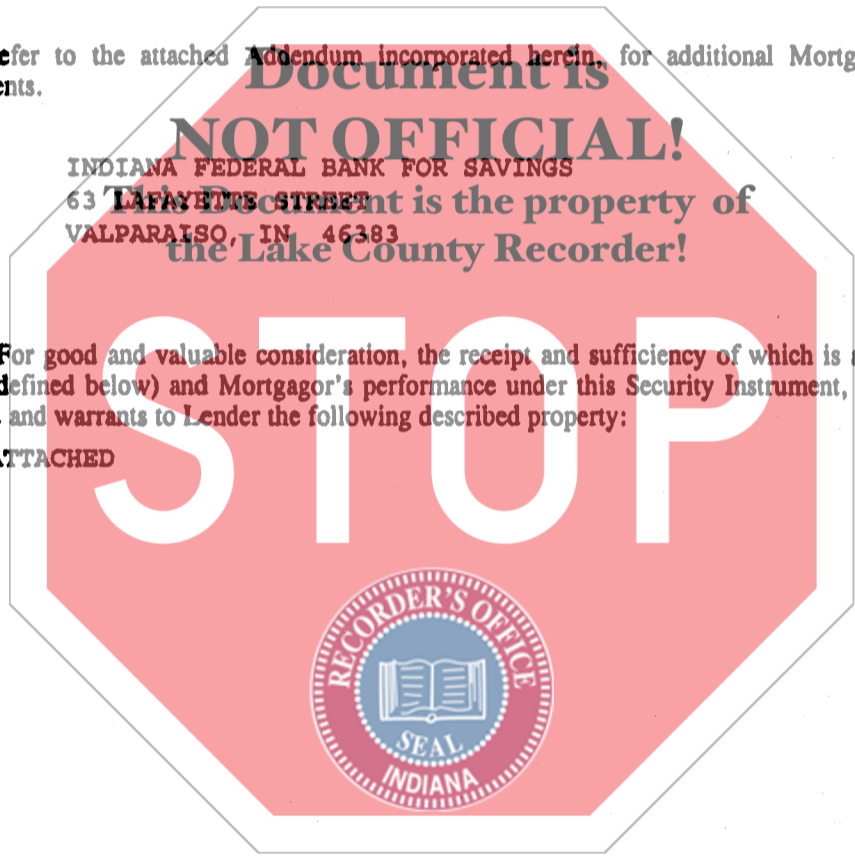 efer to the attached Addendum incorporated herein, for additional Mortg
ents.
Document is
NOT OFFICIAL!
INDIANA FEDERAL BANK FOR SAVINGS
63 LAFAYETTE STREET
This Document is the property of
VALPARAISO, IN 46383
the Lake County Recorder!
For good and valuable consideration, the receipt and sufficiency of which is a
defined below) and Mortgagor's performance under this Security Instrument,
and warrants to Lender the following described property:
ATTACHED
STOP
RECORDER'S OFFICE
SEAL
INDIANA